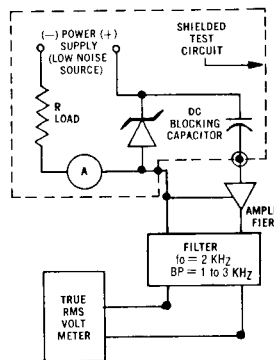 (−) POWER (+)
SUPPLY
(LOW NOISE
SOURCE)
SHIELDED
TEST
CIRCUIT
R
LOAD
DC
BLOCKING
CAPACITOR
A
AMPLI
FIER
FILTER
fo = 2 KHz
BP = 1 to 3 KHz
TRUE
RMS
VOLT
METER